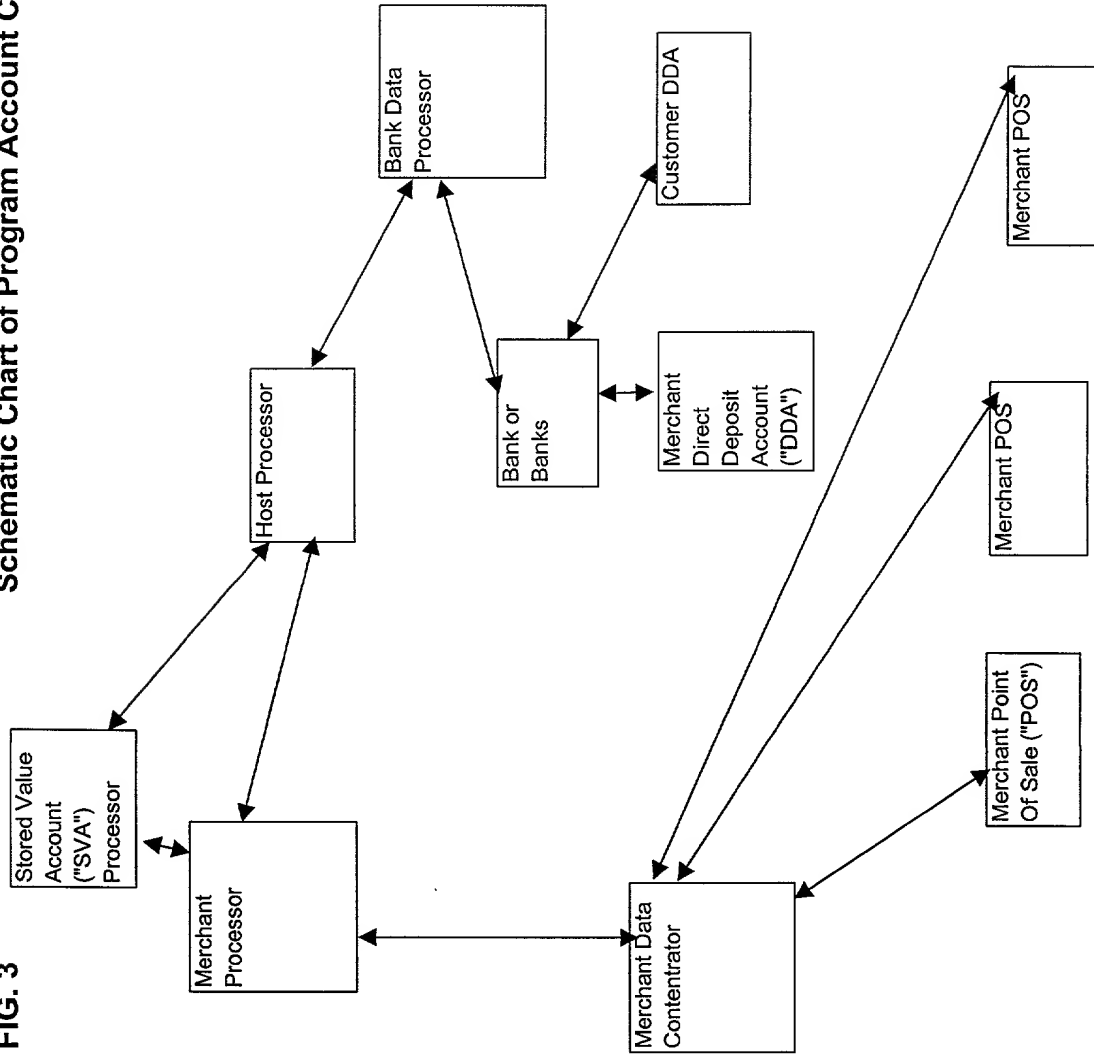 FIG. 3
Schematic Chart of Program Account C
Stored Value
Account
("SVA")
Processor
Merchant
Processor
Host Processor
Bank Data
Processor
Bank or
Banks
Customer DDA
Merchant
Direct
Deposit
Account
("DDA")
Merchant Data
Contentrator
Merchant Point
Of Sale ("POS")
Merchant POS
Merchant POS